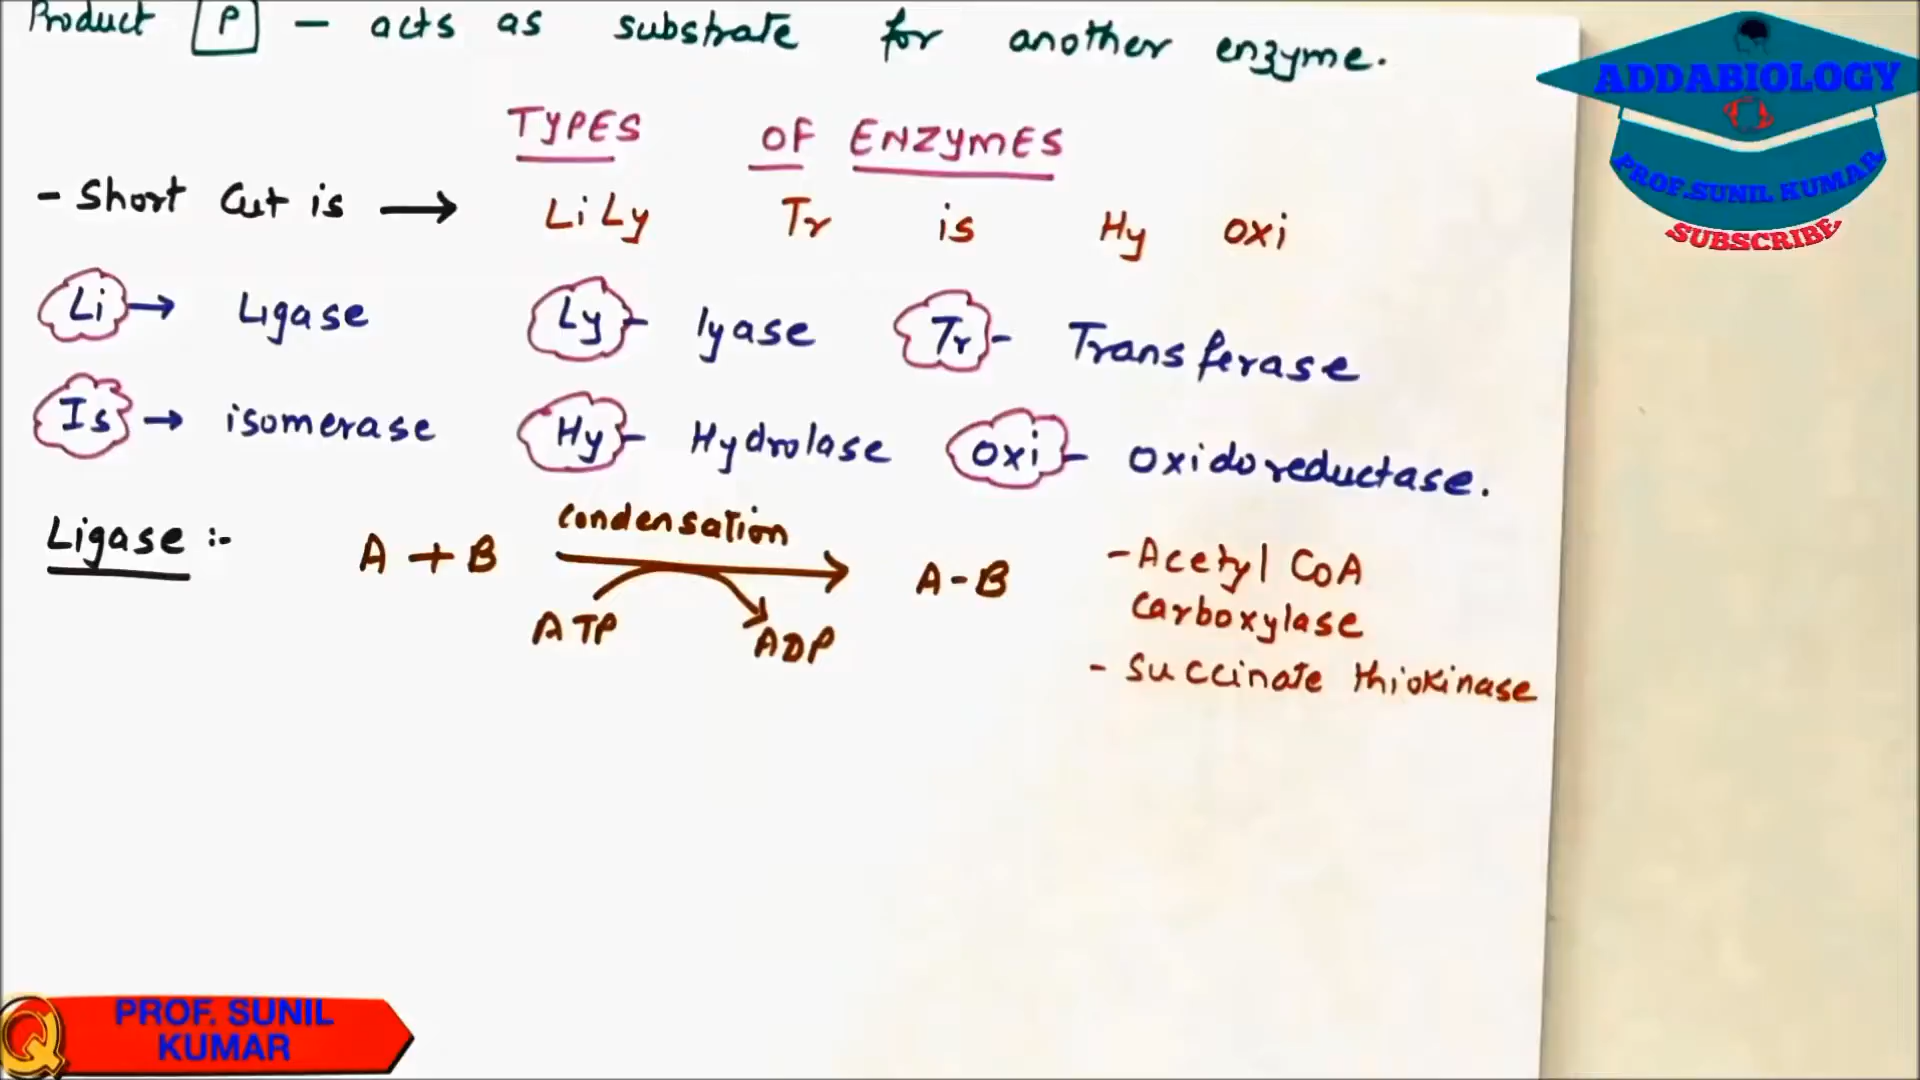 Product P – acts as substrate for another enzyme.
TYPES OF ENZYMES
- Short Cut is → LiLy Tr is Hy Oxi
Li → Ligase Ly - lyase Tr - Transferase
Is → isomerase Hy - Hydrolase Oxi - Oxidoreductase.
Ligase :- A + B condensation A-B
ATP ADP
- Acetyl CoA
carboxylase
- Succinate thiokinase
ADDABIOLOGY
PROF.SUNIL KUMAR
SUBSCRIBE
PROF. SUNIL
KUMAR